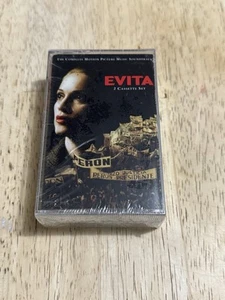 THE COMPLETE MOTION PICTURE MUSIC SOUNDTRACK
EVITA
2 CASSETTE SET
PERON